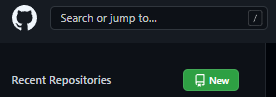 Search or jump to...
/
Recent Repositories
New